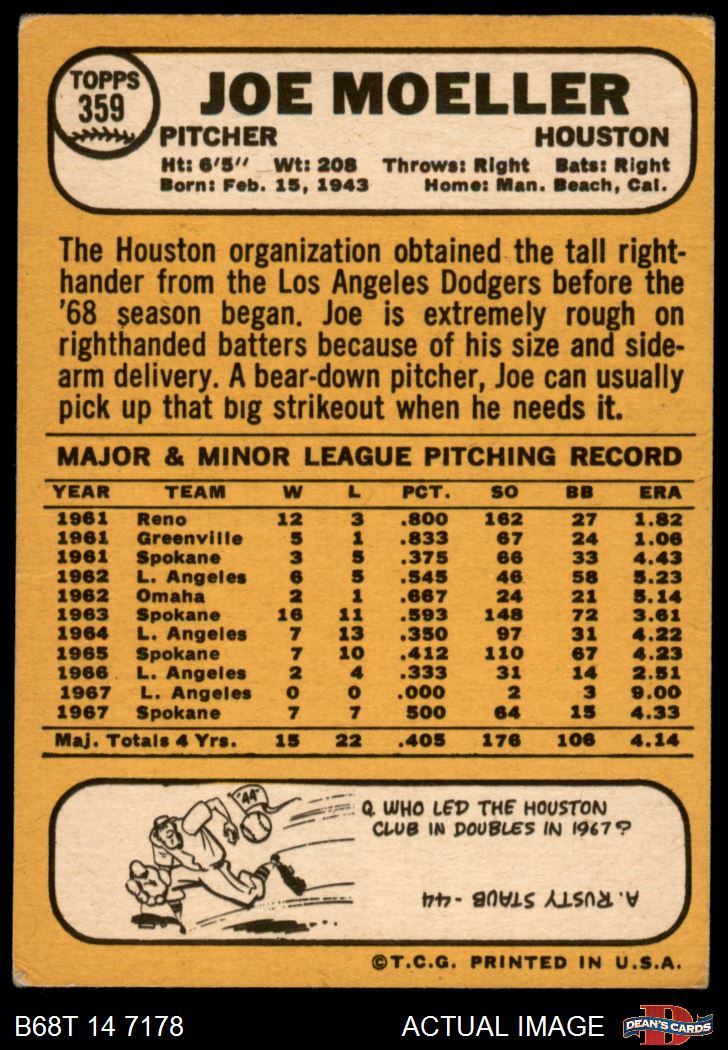 TOPPS
359
JOE MOELLER
PITCHER HOUSTON
Ht: 6'5" Wt: 208 Throws: Right Bats: Right
Born: Feb. 15, 1943 Home: Man. Beach, Cal.
The Houston organization obtained the tall right-
hander from the Los Angeles Dodgers before the
'68 season began. Joe is extremely rough on
righthanded batters because of his size and side-
arm delivery. A bear-down pitcher, Joe can usually
pick up that big strikeout when he needs it.
MAJOR & MINOR LEAGUE PITCHING RECORD
YEAR TEAM W L PCT. SO BB ERA
1961 Reno 12 3 .800 162 27 1.82
1961 Greenville 5 1 .833 67 24 1.06
1961 Spokane 3 5 .375 66 33 4.43
1962 L. Angeles 6 5 .545 46 58 5.23
1962 Omaha 2 1 .667 24 21 5.14
1963 Spokane 16 11 .593 148 72 3.61
1964 L. Angeles 7 13 .350 97 31 4.22
1965 Spokane 7 10 .412 110 67 4.23
1966 L. Angeles 2 4 .333 31 14 2.51
1967 L. Angeles 0 0 .000 2 3 9.00
1967 Spokane 7 7 500 64 15 4.33
Maj. Totals 4 Yrs. 15 22 .405 176 106 4.14
"44"
Q. WHO LED THE HOUSTON
CLUB IN DOUBLES IN 1967?
A. RUSTY STAUB - 44
©T.C.G. PRINTED IN U.S.A.
B68T 14 7178 ACTUAL IMAGE D DEAN'S CARDS